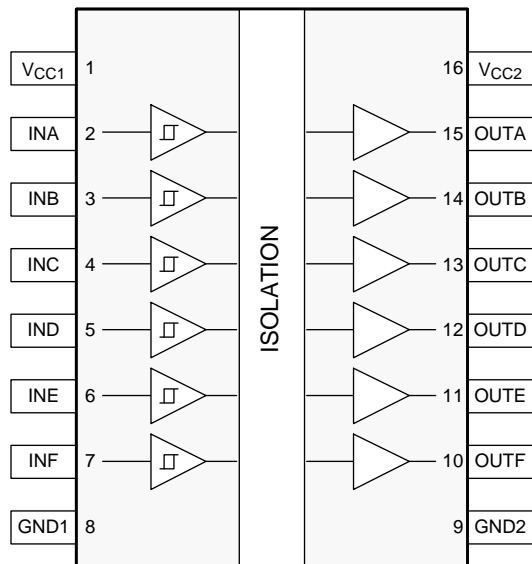 VCC1 1 16 VCC2
INA 2 15 OUTA
INB 3 14 OUTB
INC 4 13 OUTC
IND 5 12 OUTD
INE 6 11 OUTE
INF 7 10 OUTF
GND1 8 9 GND2
ISOLATION